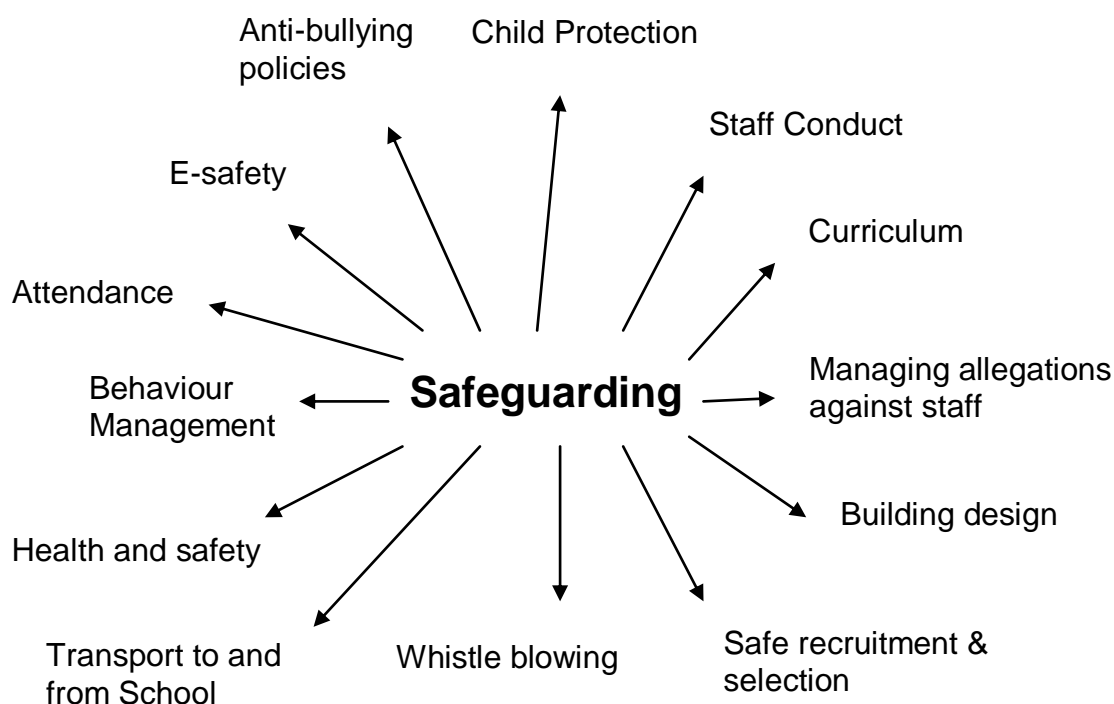 Anti-bullying
policies
Child Protection
Staff Conduct
E-safety
Curriculum
Attendance
Managing allegations
against staff
Behaviour
Management
Safeguarding
Building design
Health and safety
Transport to and
from School
Whistle blowing
Safe recruitment &
selection